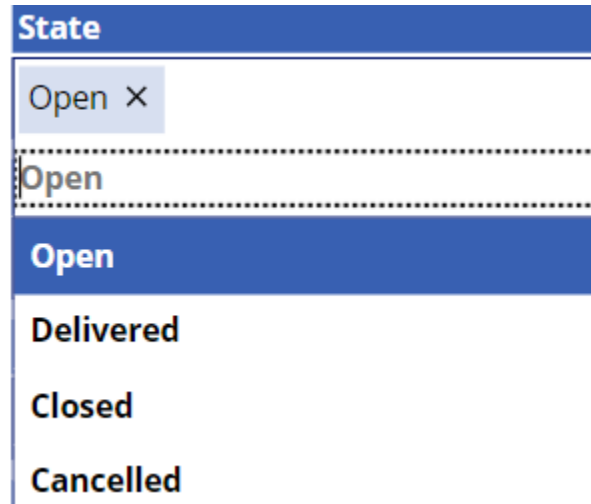 State
Open ×
Open
Open
Delivered
Closed
Cancelled